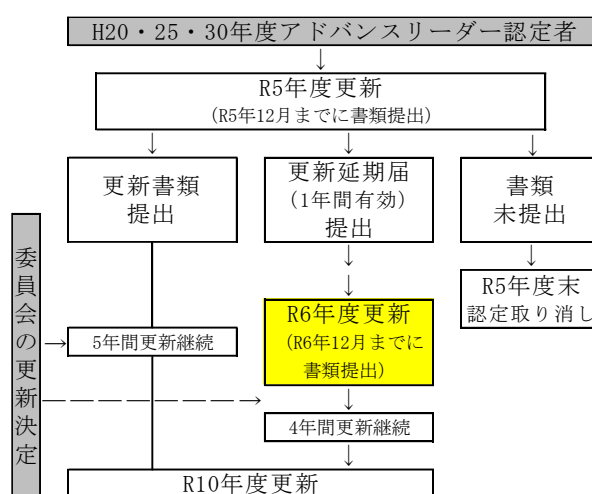 H20・25・30年度アドバンスリーダー認定者
↓
R5年度更新
(R5年12月までに書類提出)
↓ ↓ ↓
更新書類
提出
更新延期届
(1年間有効)
提出
書類
未提出
↓
R5年度末
認定取り消し
委員会の更新決定
→
5年間更新継続
↓
R6年度更新
(R6年12月までに
書類提出)
↓
4年間更新継続
↓
R10年度更新